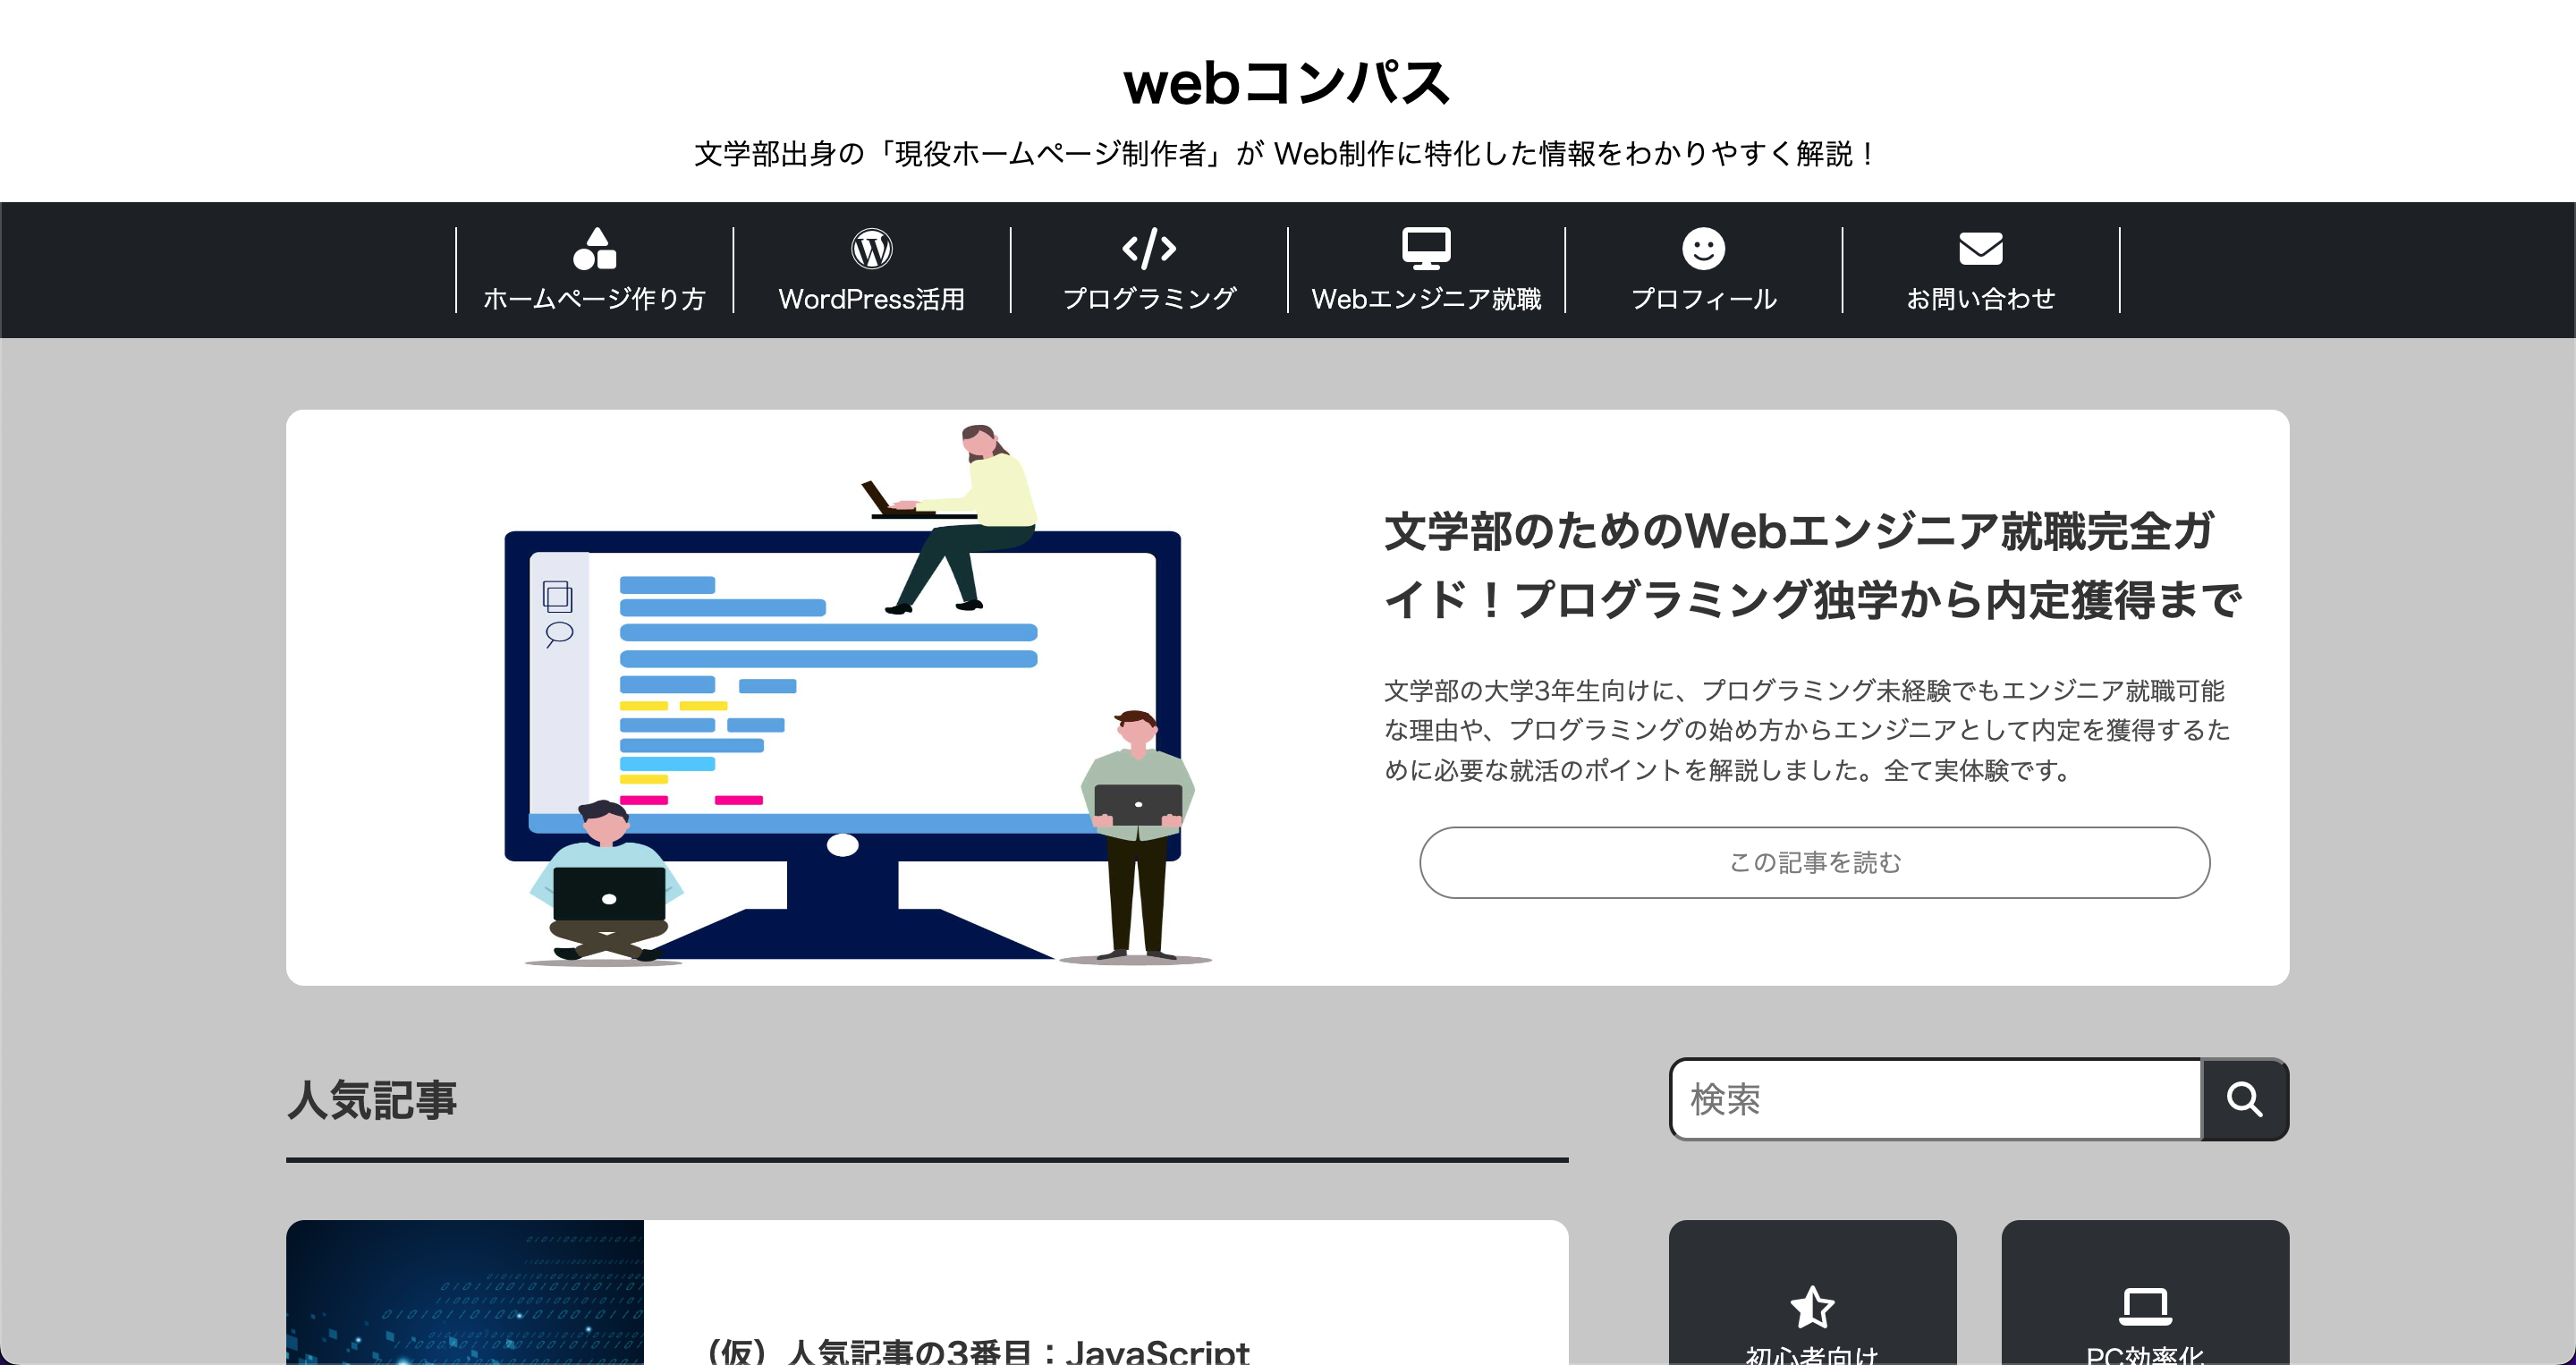 webコンパス
文学部出身の「現役ホームページ制作者」が Web制作に特化した情報をわかりやすく解説！
ホームページ作り方
WordPress活用
プログラミング
Webエンジニア就職
プロフィール
お問い合わせ
文学部のためのWebエンジニア就職完全ガ
イド！プログラミング独学から内定獲得まで
文学部の大学3年生向けに、プログラミング未経験でもエンジニア就職可能
な理由や、プログラミングの始め方からエンジニアとして内定を獲得するた
めに必要な就活のポイントを解説しました。全て実体験です。
この記事を読む
人気記事
検索
（仮）人気記事の3番目：JavaScript
初心者向け
PC効率化